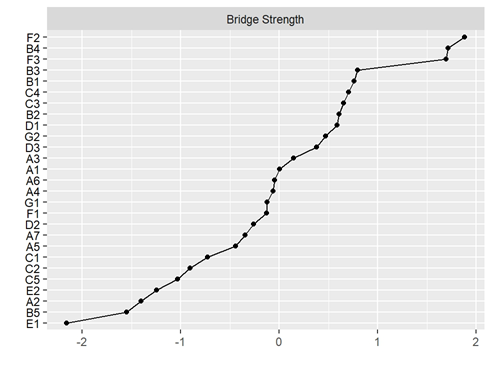 Bridge Strength
F2
B4
F3
B3
B1
C4
C3
B2
D1
G2
D3
A3
A1
A6
A4
G1
F1
D2
A7
A5
C1
C2
C5
E2
A2
B5
E1
-2 -1 0 1 2